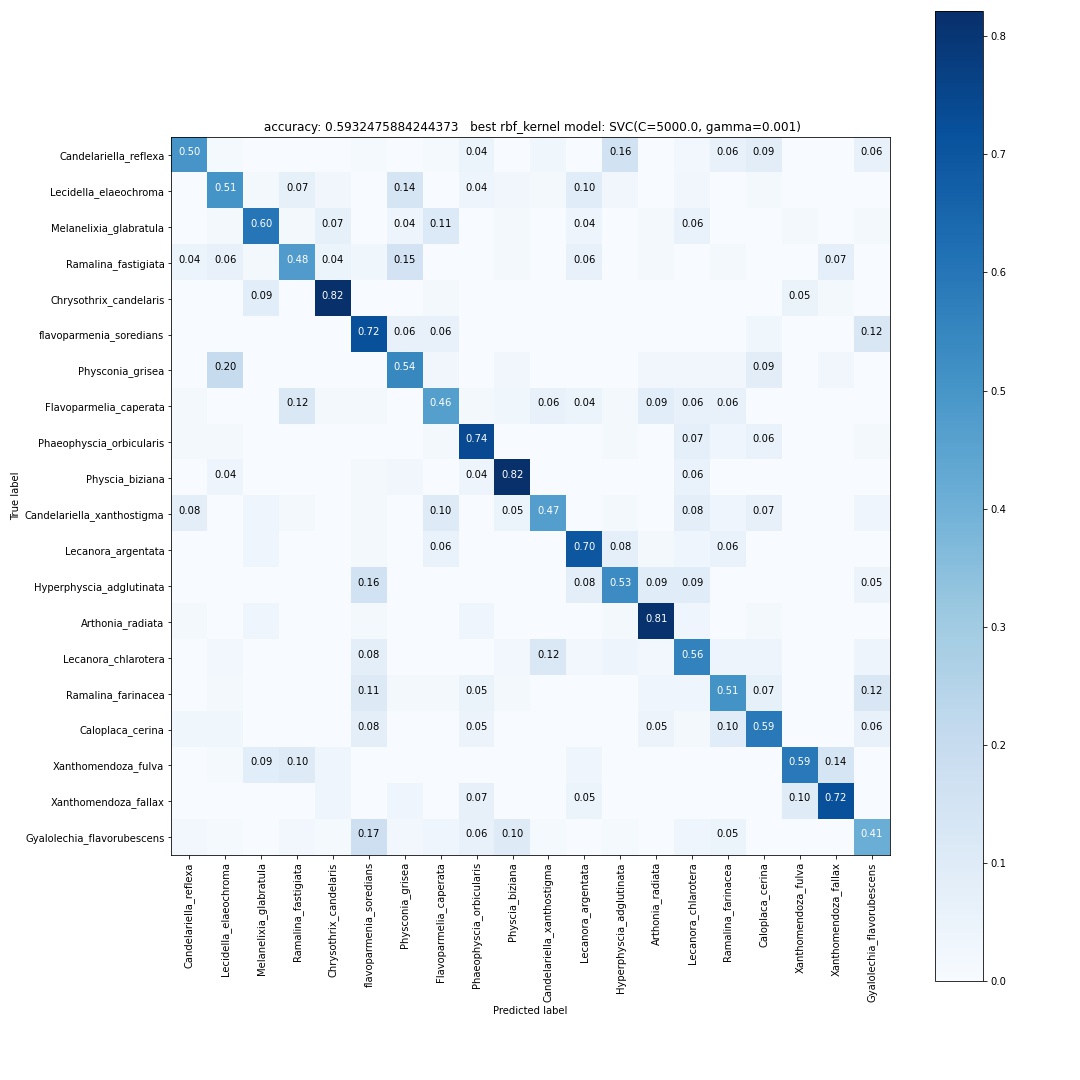 accuracy: 0.5932475884244373   best rbf_kernel model: SVC(C=5000.0, gamma=0.001)
Candelariella_reflexa 0.50 0.04 0.16 0.06 0.09 0.06
Lecidella_elaeochroma 0.51 0.07 0.14 0.04 0.10
Melanelixia_glabratula 0.60 0.07 0.04 0.11 0.04 0.06
Ramalina_fastigiata 0.04 0.06 0.48 0.04 0.15 0.06 0.07
Chrysothrix_candelaris 0.09 0.82 0.05
flavoparmenia_soredians 0.72 0.06 0.06 0.12
Physconia_grisea 0.20 0.54 0.09
Flavoparmelia_caperata 0.12 0.46 0.06 0.04 0.09 0.06 0.06
Phaeophyscia_orbicularis 0.74 0.07 0.06
Physcia_biziana 0.04 0.04 0.82 0.06
Candelariella_xanthostigma 0.08 0.10 0.05 0.47 0.08 0.07
Lecanora_argentata 0.06 0.70 0.08 0.06
Hyperphyscia_adglutinata 0.16 0.08 0.53 0.09 0.09 0.05
Arthonia_radiata 0.81
Lecanora_chlarotera 0.08 0.12 0.56
Ramalina_farinacea 0.11 0.05 0.51 0.07 0.12
Caloplaca_cerina 0.08 0.05 0.05 0.10 0.59 0.06
Xanthomendoza_fulva 0.09 0.10 0.59 0.14
Xanthomendoza_fallax 0.07 0.05 0.10 0.72
Gyalolechia_flavorubescens 0.17 0.06 0.10 0.05 0.41
True label
Candelariella_reflexa
Lecidella_elaeochroma
Melanelixia_glabratula
Ramalina_fastigiata
Chrysothrix_candelaris
flavoparmenia_soredians
Physconia_grisea
Flavoparmelia_caperata
Phaeophyscia_orbicularis
Physcia_biziana
Candelariella_xanthostigma
Lecanora_argentata
Hyperphyscia_adglutinata
Arthonia_radiata
Lecanora_chlarotera
Ramalina_farinacea
Caloplaca_cerina
Xanthomendoza_fulva
Xanthomendoza_fallax
Gyalolechia_flavorubescens
Predicted label
0.8
0.7
0.6
0.5
0.4
0.3
0.2
0.1
0.0